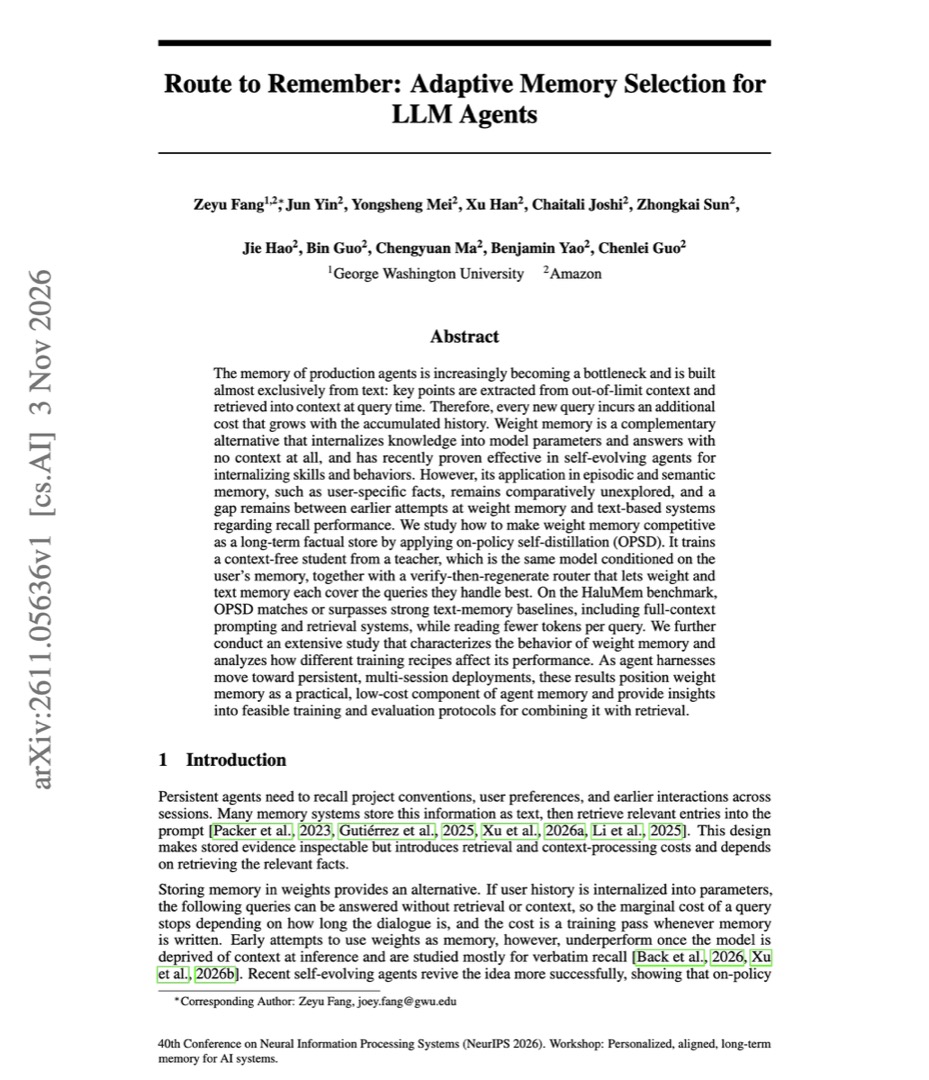 Route to Remember: Adaptive Memory Selection for
LLM Agents
Zeyu Fang1,2*, Jun Yin2, Yongsheng Mei2, Xu Han2, Chaitali Joshi2, Zhongkai Sun2,
Jie Hao2, Bin Guo2, Chengyuan Ma2, Benjamin Yao2, Chenlei Guo2
1George Washington University 2Amazon
arXiv:2611.05636v1 [cs.AI] 3 Nov 2026
Abstract
The memory of production agents is increasingly becoming a bottleneck and is built
almost exclusively from text: key points are extracted from out-of-limit context and
retrieved into context at query time. Therefore, every new query incurs an additional
cost that grows with the accumulated history. Weight memory is a complementary
alternative that internalizes knowledge into model parameters and answers with
no context at all, and has recently proven effective in self-evolving agents for
internalizing skills and behaviors. However, its application in episodic and semantic
memory, such as user-specific facts, remains comparatively unexplored, and a
gap remains between earlier attempts at weight memory and text-based systems
regarding recall performance. We study how to make weight memory competitive
as a long-term factual store by applying on-policy self-distillation (OPSD). It trains
a context-free student from a teacher, which is the same model conditioned on the
user's memory, together with a verify-then-regenerate router that lets weight and
text memory each cover the queries they handle best. On the HaluMem benchmark,
OPSD matches or surpasses strong text-memory baselines, including full-context
prompting and retrieval systems, while reading fewer tokens per query. We further
conduct an extensive study that characterizes the behavior of weight memory and
analyzes how different training recipes affect its performance. As agent harnesses
move toward persistent, multi-session deployments, these results position weight
memory as a practical, low-cost component of agent memory and provide insights
into feasible training and evaluation protocols for combining it with retrieval.
1 Introduction
Persistent agents need to recall project conventions, user preferences, and earlier interactions across
sessions. Many memory systems store this information as text, then retrieve relevant entries into the
prompt [Packer et al., 2023, Gutiérrez et al., 2025, Xu et al., 2026a, Li et al., 2025]. This design
makes stored evidence inspectable but introduces retrieval and context-processing costs and depends
on retrieving the relevant facts.
Storing memory in weights provides an alternative. If user history is internalized into parameters,
the following queries can be answered without retrieval or context, so the marginal cost of a query
stops depending on how long the dialogue is, and the cost is a training pass whenever memory
is written. Early attempts to use weights as memory, however, underperform once the model is
deprived of context at inference and are studied mostly for verbatim recall [Back et al., 2026, Xu
et al., 2026b]. Recent self-evolving agents revive the idea more successfully, showing that on-policy
*Corresponding Author: Zeyu Fang, joey.fang@gwu.edu
40th Conference on Neural Information Processing Systems (NeurIPS 2026). Workshop: Personalized, aligned, long-term
memory for AI systems.